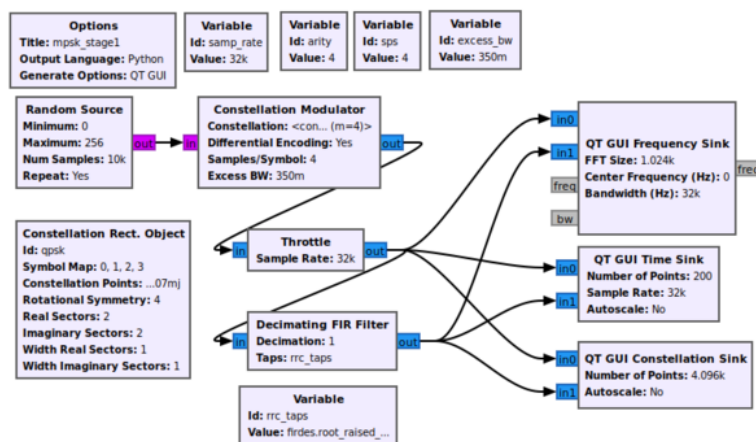 Options
Title: mpsk_stage1
Output Language: Python
Generate Options: QT GUI
Variable
Id: samp_rate
Value: 32k
Variable
Id: arity
Value: 4
Variable
Id: sps
Value: 4
Variable
Id: excess_bw
Value: 350m
Random Source
Minimum: 0
Maximum: 256
Num Samples: 10k
Repeat: Yes
out
in
Constellation Modulator
Constellation: <con... (m=4)>
Differential Encoding: Yes
Samples/Symbol: 4
Excess BW: 350m
out
in0
in1
freq
bw
QT GUI Frequency Sink
FFT Size: 1.024k
Center Frequency (Hz): 0
Bandwidth (Hz): 32k
freq
Constellation Rect. Object
Id: qpsk
Symbol Map: 0, 1, 2, 3
Constellation Points: ...07mj
Rotational Symmetry: 4
Real Sectors: 2
Imaginary Sectors: 2
Width Real Sectors: 1
Width Imaginary Sectors: 1
in
Throttle
Sample Rate: 32k
out
in0
in1
QT GUI Time Sink
Number of Points: 200
Sample Rate: 32k
Autoscale: No
in
Decimating FIR Filter
Decimation: 1
Taps: rrc_taps
out
in0
in1
QT GUI Constellation Sink
Number of Points: 4.096k
Autoscale: No
Variable
Id: rrc_taps
Value: firdes.root_raised_...